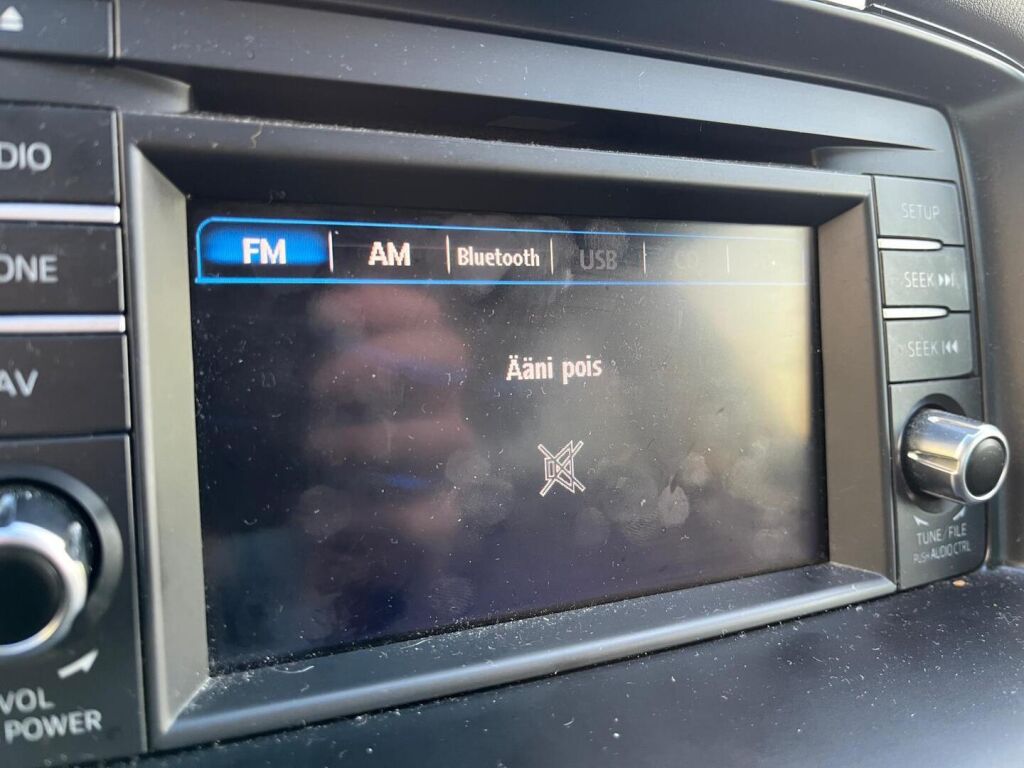 DIO
ONE
AV
VOL
POWER
FM AM Bluetooth USB CD
Ääni pois
SETUP
SEEK
SEEK
TUNE/FILE
PUSH AUDIO CTRL